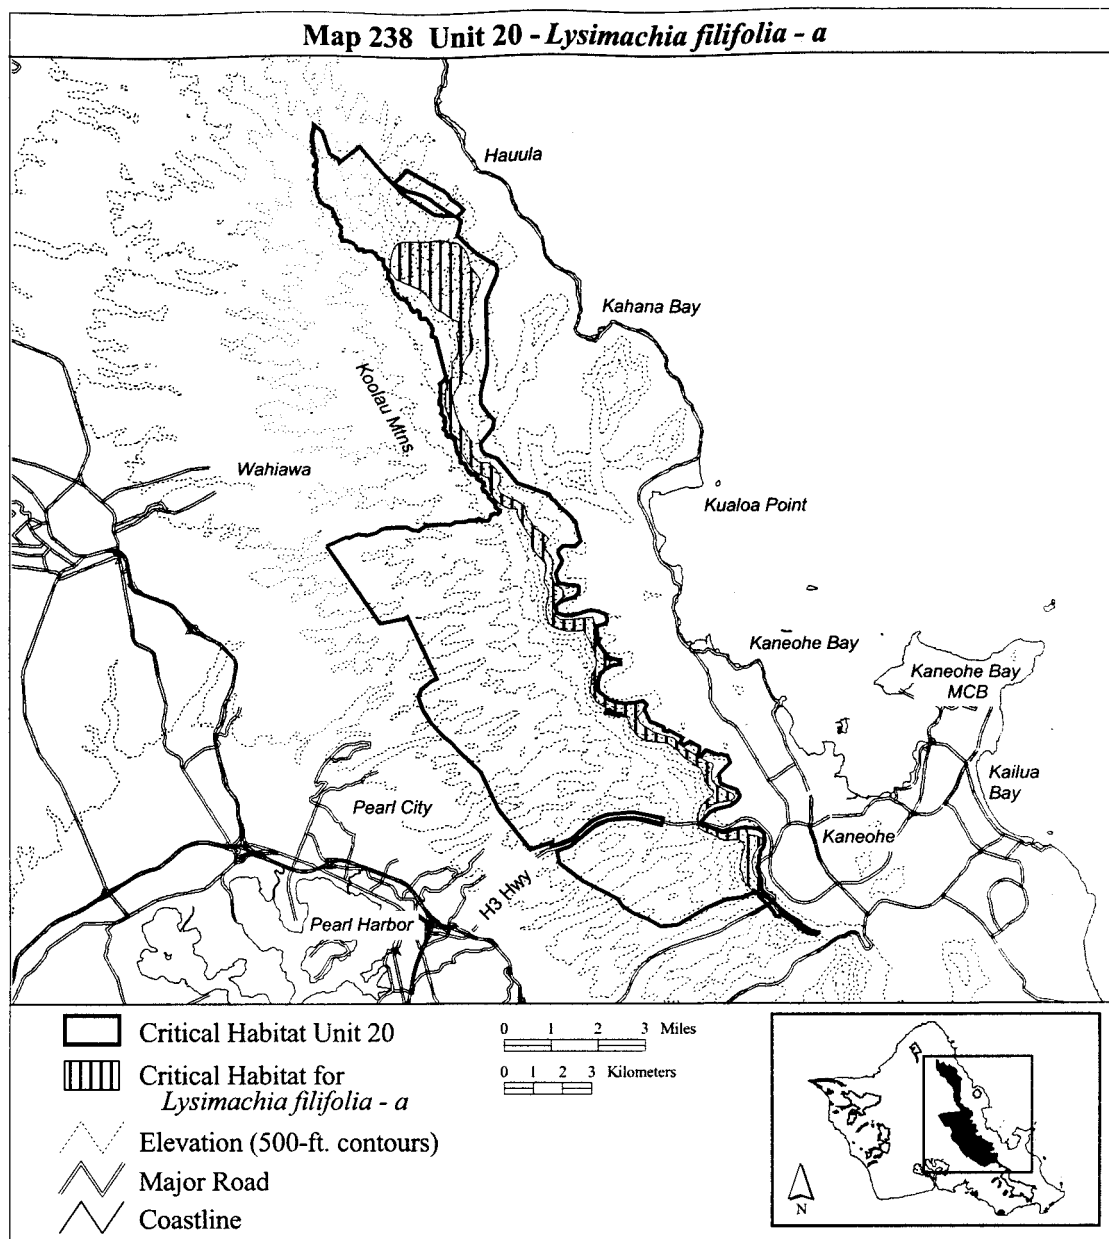 Map 238 Unit 20 - Lysimachia filifolia - a
Hauula
Kahana Bay
Koolau Mtns
Wahiawa
Kualoa Point
Kaneohe Bay
Kaneohe Bay
MCB
Kailua
Bay
Pearl City
Kaneohe
H3 Hwy
Pearl Harbor
Critical Habitat Unit 20
0 1 2 3 Miles
Critical Habitat for
Lysimachia filifolia - a
0 1 2 3 Kilometers
Elevation (500-ft. contours)
Major Road
Coastline
N